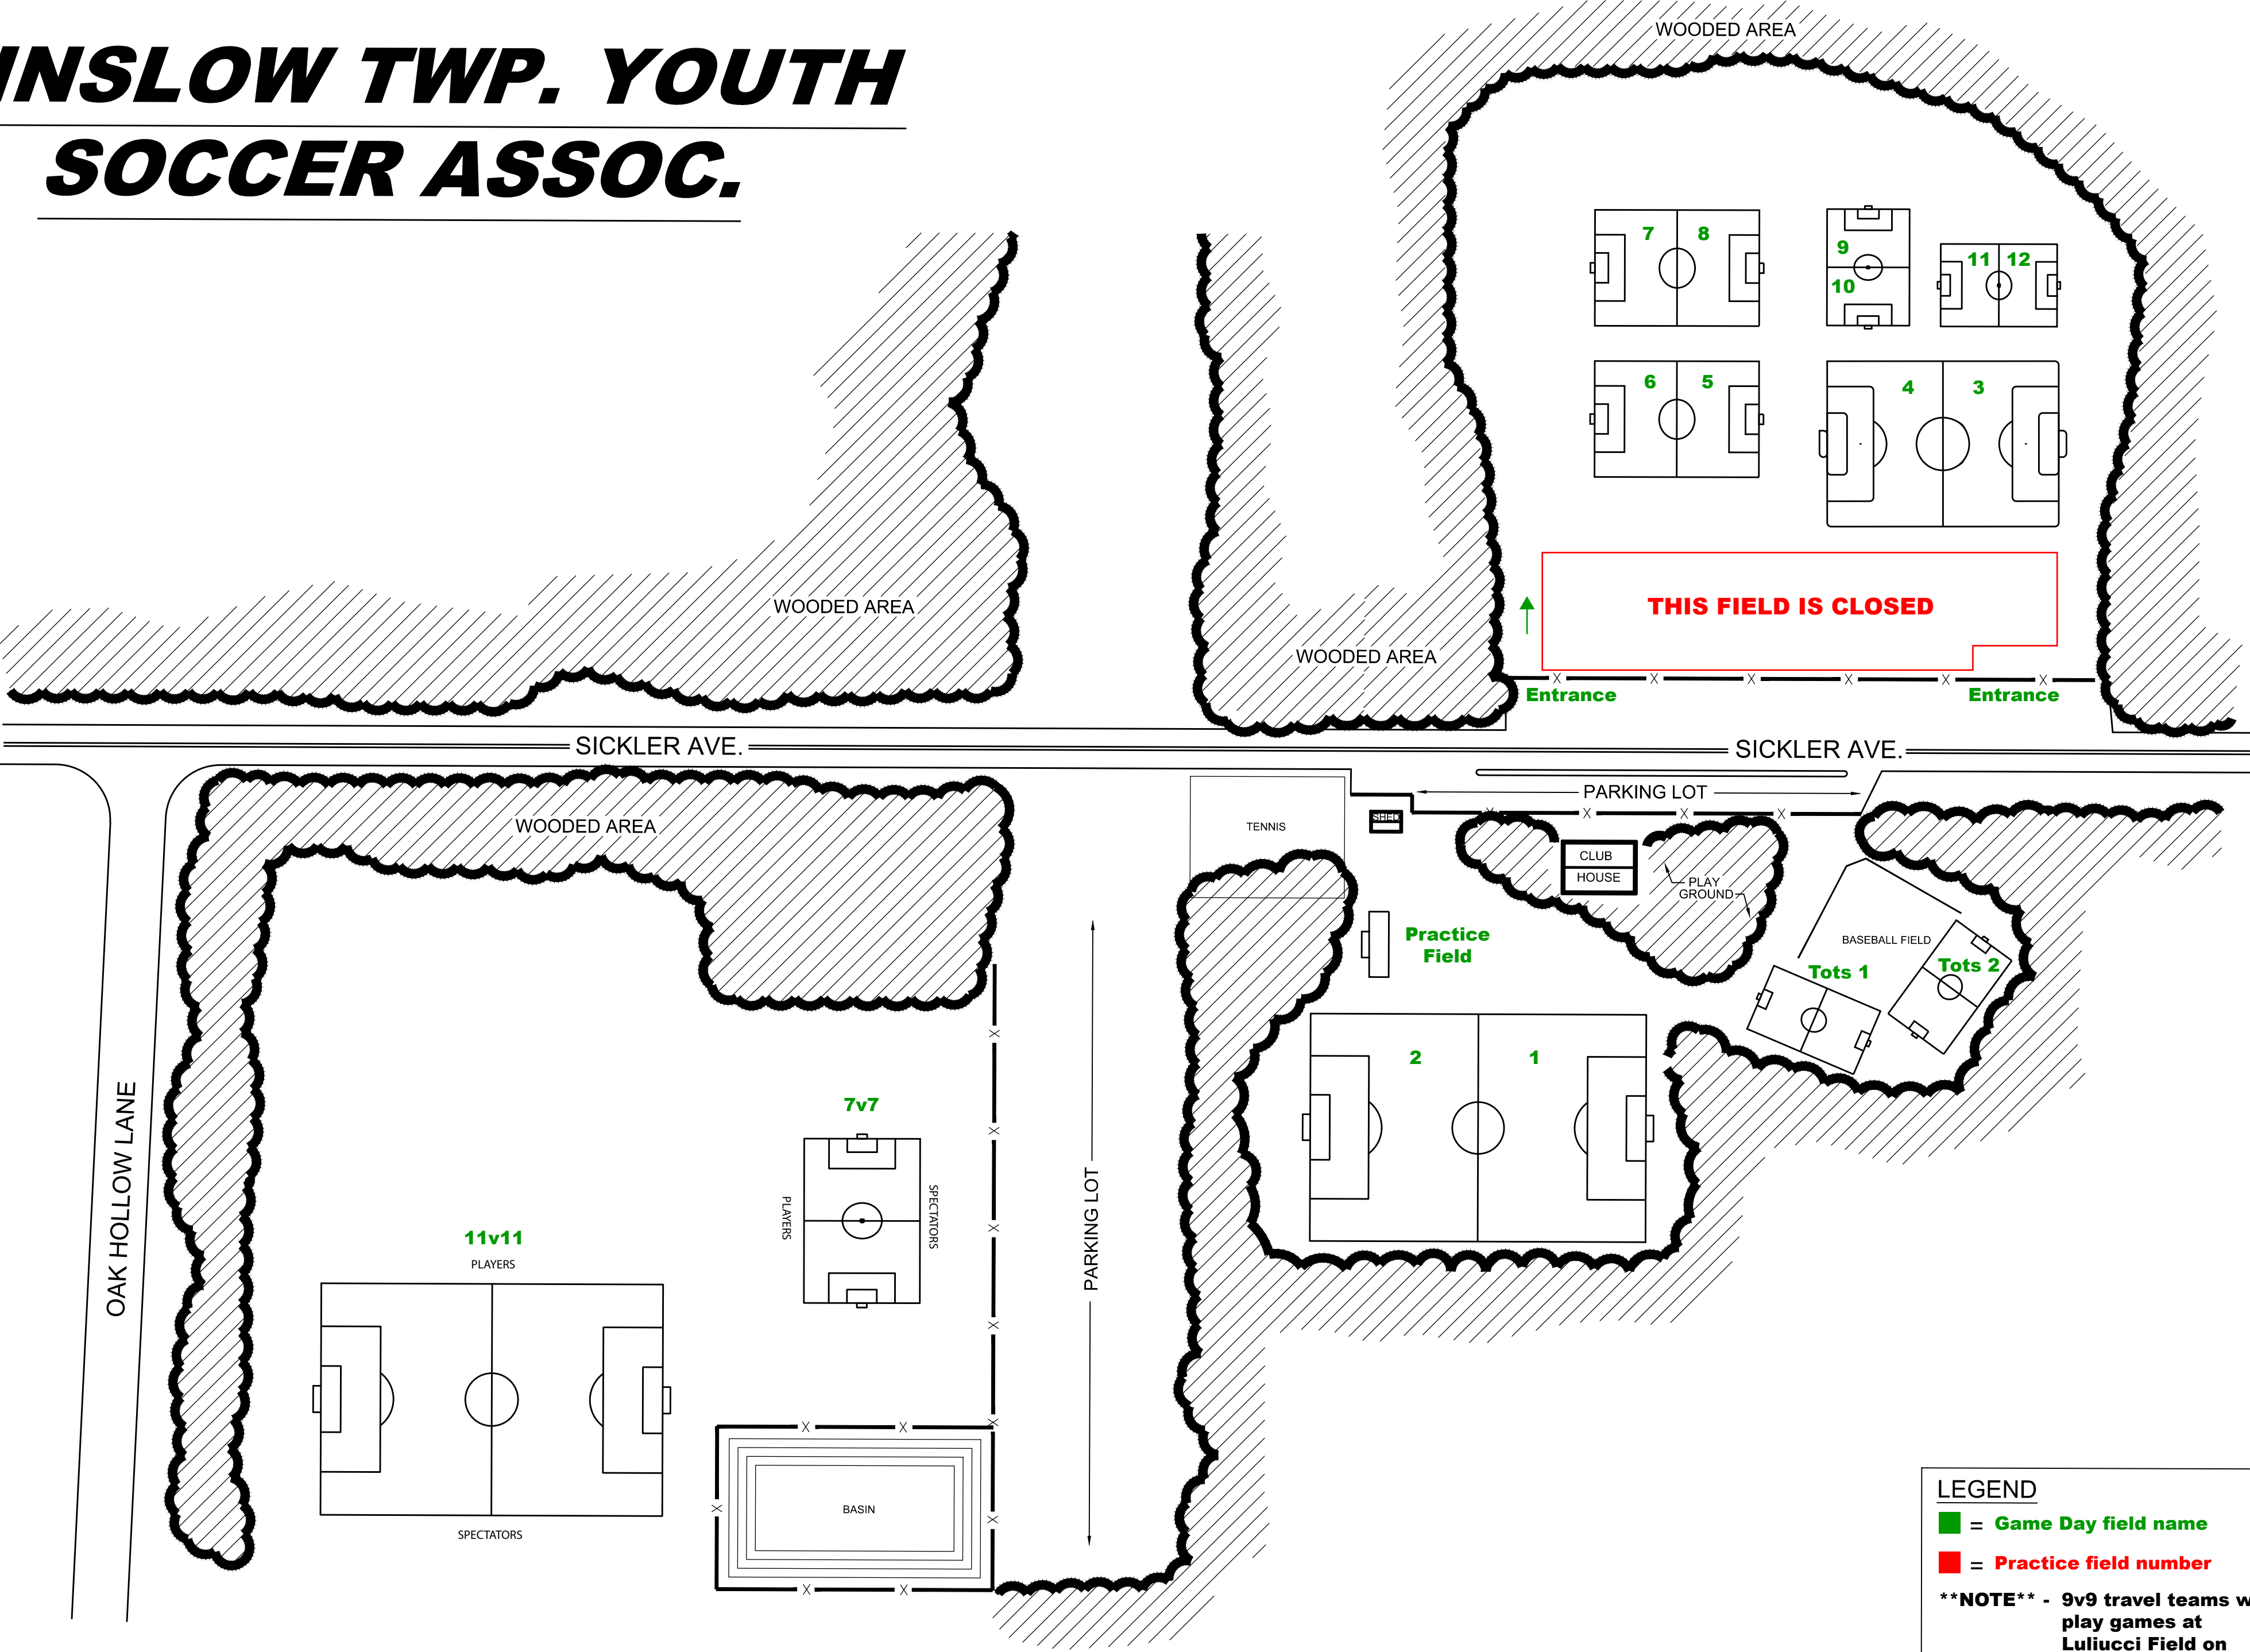 INSLOW TWP. YOUTH
SOCCER ASSOC.
WOODED AREA
7 8
9
10
11 12
6 5
4 3
WOODED AREA
THIS FIELD IS CLOSED
WOODED AREA
Entrance
Entrance
SICKLER AVE.
SICKLER AVE.
PARKING LOT
SHED
TENNIS
WOODED AREA
CLUB
HOUSE
PLAY
GROUND
BASEBALL FIELD
Practice
Field
Tots 1
Tots 2
2 1
7v7
PLAYERS
SPECTATORS
PARKING LOT
OAK HOLLOW LANE
11v11
PLAYERS
SPECTATORS
BASIN
LEGEND
= Game Day field name
= Practice field number
**NOTE** - 9v9 travel teams
play games at
Luliucci Field on